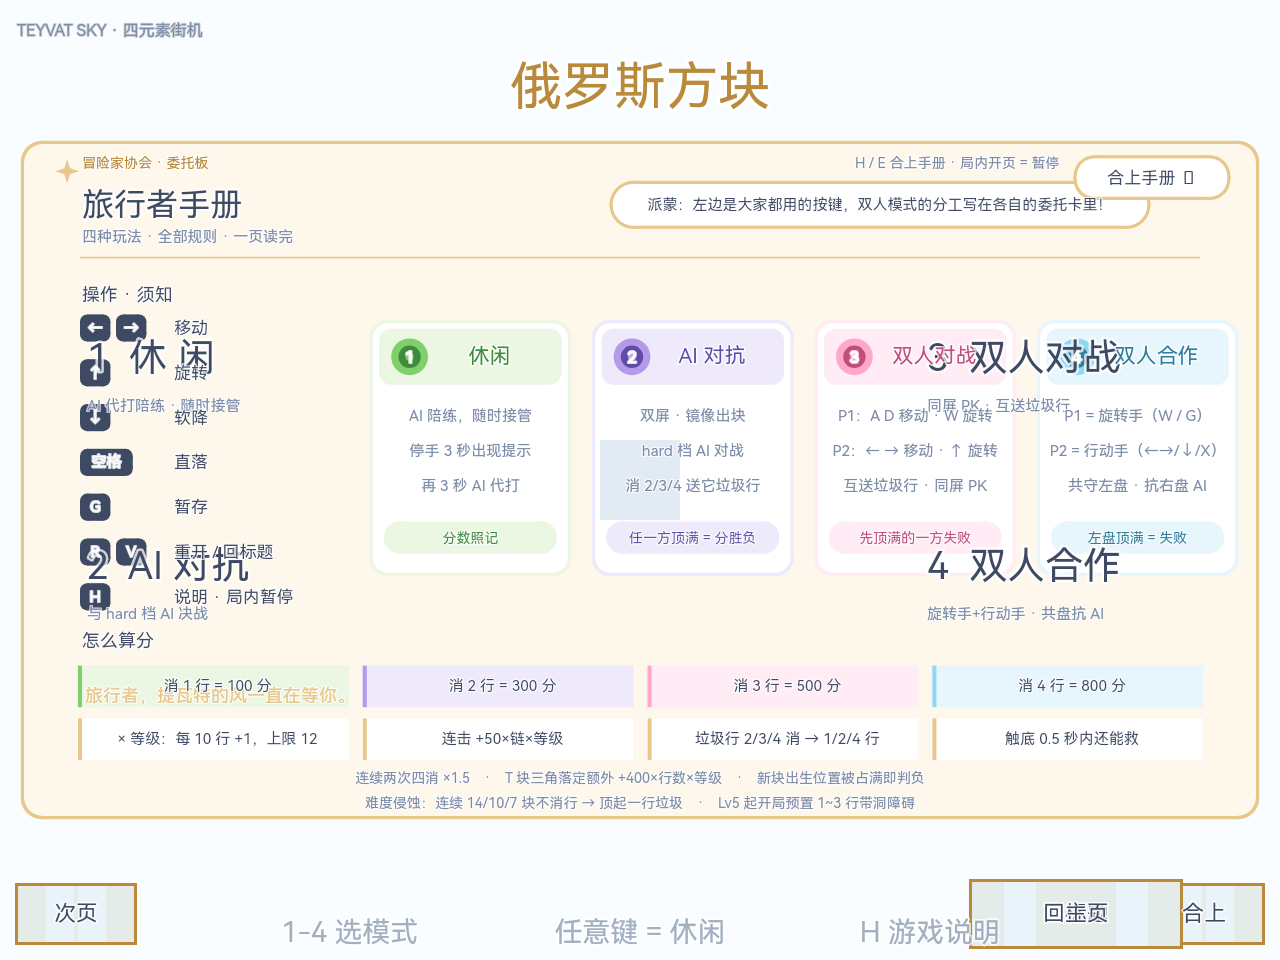 TEYVAT SKY · 四元素街机
俄罗斯方块
冒险家协会 · 委托板
H / E 合上手册 · 局内开页 = 暂停
合上手册
旅行者手册
派蒙：左边是大家都用的按键，双人模式的分工写在各自的委托卡里！
四种玩法 · 全部规则 · 一页读完
操作 · 须知
← → 移动
↑ 旋转
↓ 软降
空格 直落
G 暂存
R V 重开 / 回标题
H 说明 · 局内暂停
1 休闲
AI 代打陪练 · 随时接管
2 AI 对抗
与 hard 档 AI 决战
3 双人对战
同屏 PK · 互送垃圾行
4 双人合作
旋转手+行动手 · 共盘抗 AI
1 休闲
AI 陪练，随时接管
停手 3 秒出现提示
再 3 秒 AI 代打
分数照记
2 AI 对抗
双屏 · 镜像出块
hard 档 AI 对战
消 2/3/4 送它垃圾行
任一方顶满 = 分胜负
3 双人对战
P1：A D 移动 · W 旋转
P2：← → 移动 · ↑ 旋转
互送垃圾行 · 同屏 PK
先顶满的一方失败
双人合作
P1 = 旋转手（W / G）
P2 = 行动手（←→/↓/X）
共守左盘 · 抗右盘 AI
左盘顶满 = 失败
怎么算分
消 1 行 = 100 分
消 2 行 = 300 分
消 3 行 = 500 分
消 4 行 = 800 分
旅行者，提瓦特的风一直在等你。
× 等级：每 10 行 +1，上限 12
连击 +50×链×等级
垃圾行 2/3/4 消 → 1/2/4 行
触底 0.5 秒内还能救
连续两次四消 ×1.5 · T 块三角落定额外 +400×行数×等级 · 新块出生位置被占满即判负
难度侵蚀：连续 14/10/7 块不消行 → 顶起一行垃圾 · Lv5 起开局预置 1~3 行带洞障碍
次页
1-4 选模式
任意键 = 休闲
H 游戏说明
回主页
合上